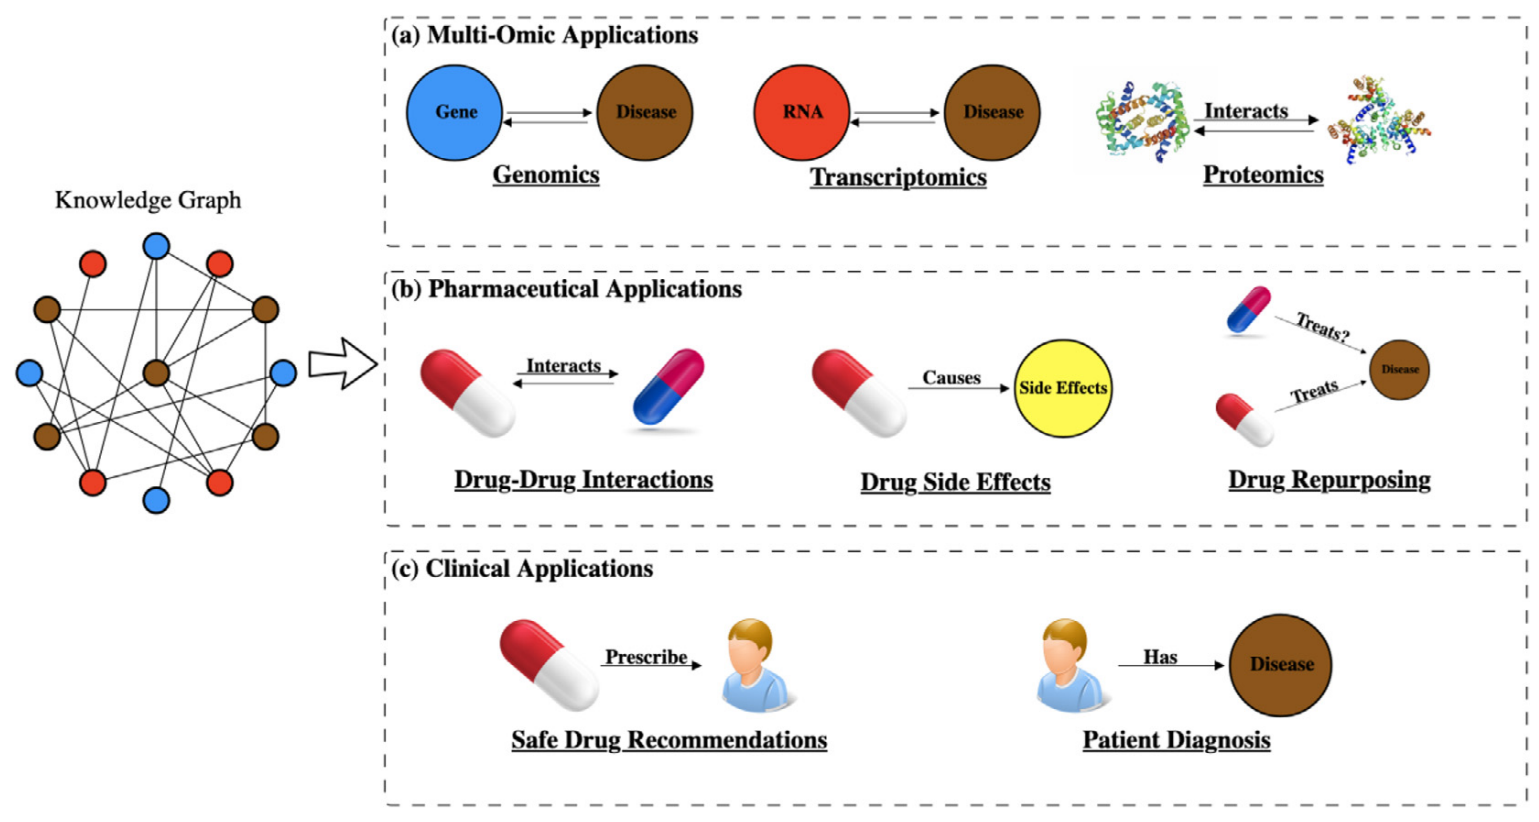 Knowledge Graph
(a) Multi-Omic Applications
Gene
Disease
Genomics
RNA
Disease
Transcriptomics
Interacts
Proteomics
(b) Pharmaceutical Applications
Interacts
Drug-Drug Interactions
Causes
Side Effects
Drug Side Effects
Treats?
Treats
Disease
Drug Repurposing
(c) Clinical Applications
Prescribe
Safe Drug Recommendations
Has
Disease
Patient Diagnosis